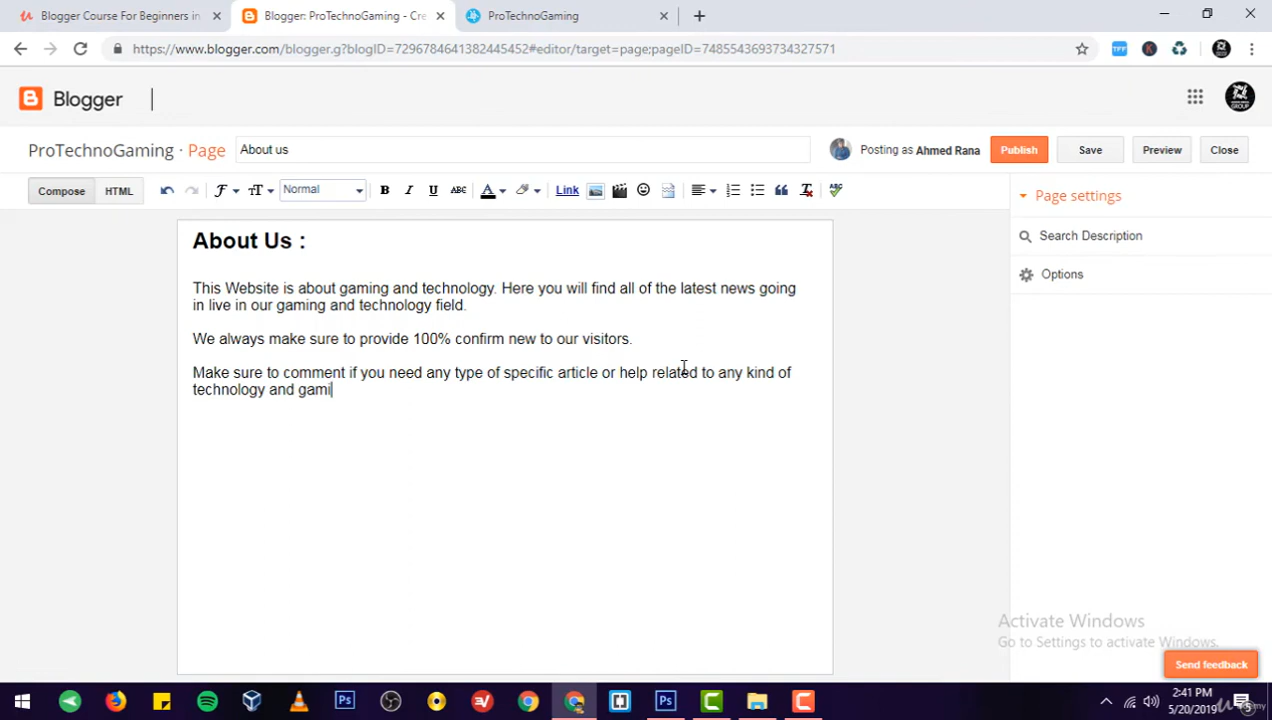 Blogger Course For Beginners in
Blogger: ProTechnoGaming - Cre
ProTechnoGaming
https://www.blogger.com/blogger.g?blogID=7296784641382445452#editor/target=page;pageID=7485543693734327571
TFF
K
Blogger
ProTechnoGaming · Page
About us
Posting as Ahmed Rana
Publish
Save
Preview
Close
Compose
HTML
Normal
B
I
U
ABC
A
Link
Page settings
Search Description
Options
About Us :
This Website is about gaming and technology. Here you will find all of the latest news going
in live in our gaming and technology field.
We always make sure to provide 100% confirm new to our visitors.
Make sure to comment if you need any type of specific article or help related to any kind of
technology and gami
Activate Windows
Go to Settings to activate Windows.
Send feedback
Ps
Ps
2:41 PM
5/20/2019
5